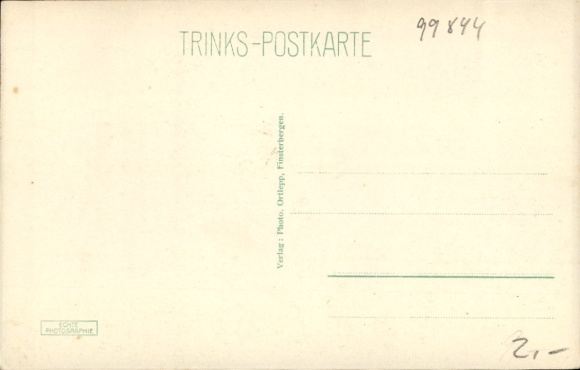 99844
TRINKS-POSTKARTE
Verlag: Photo. Ortlepp, Finsterbergen.
ECHTE
PHOTOGRAPHIE
2,-